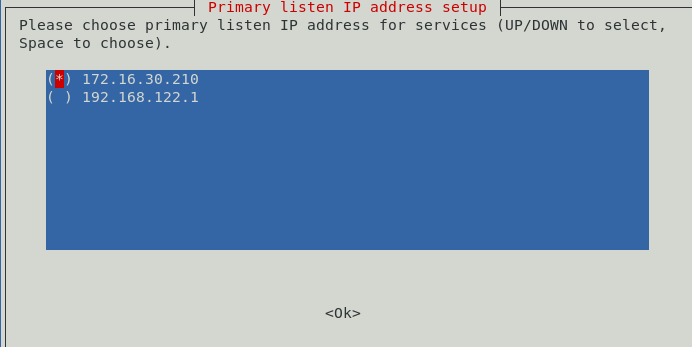 Primary listen IP address setup
Please choose primary listen IP address for services (UP/DOWN to select,
Space to choose).
(*) 172.16.30.210
( ) 192.168.122.1
<Ok>